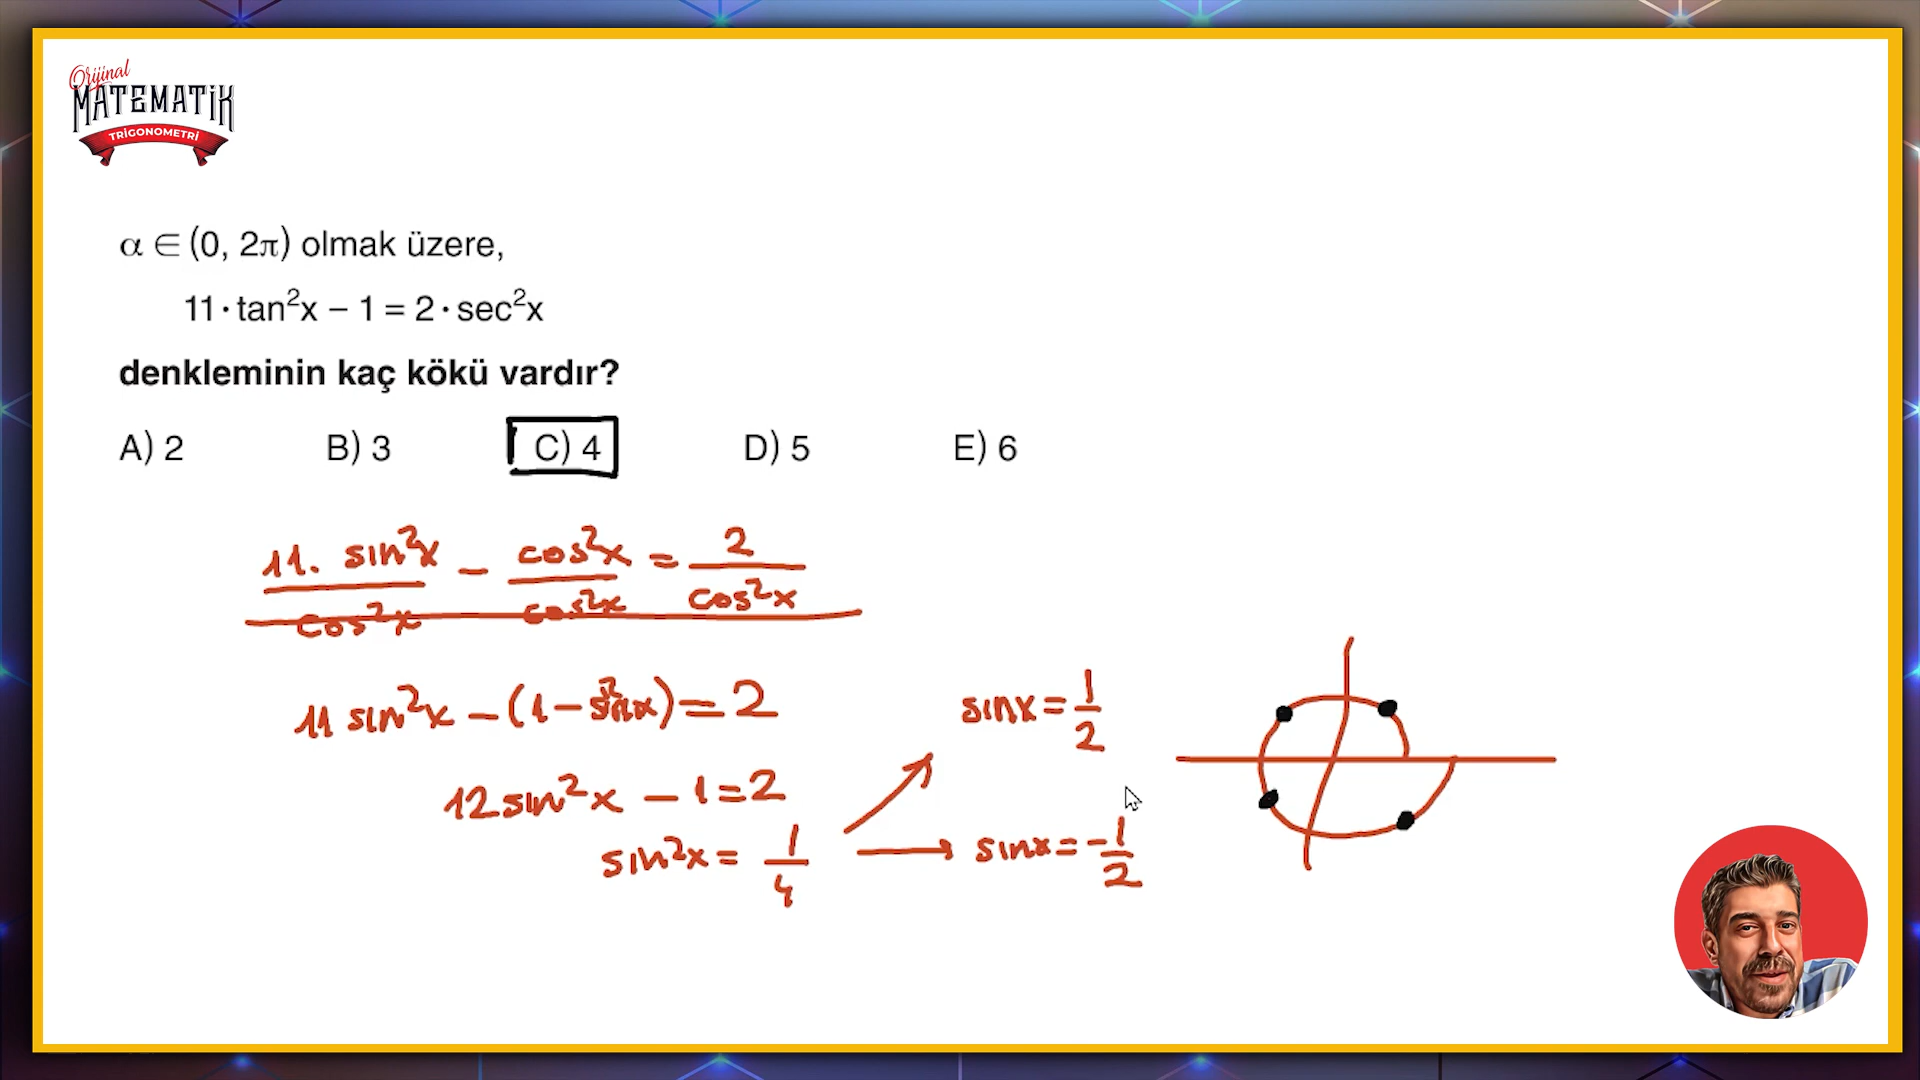 Orijinal
MATEMATİK
TRİGONOMETRİ
α ∈ (0, 2π) olmak üzere,
11 · tan²x − 1 = 2 · sec²x
denkleminin kaç kökü vardır?
A) 2 B) 3 C) 4 D) 5 E) 6
11. sin²x / cos²x − cos²x / cos²x = 2 / cos²x
11 sin²x − (1 − sin²x) = 2
12 sin²x − 1 = 2
sin²x = 1/4
sinx = 1/2
sinx = -1/2